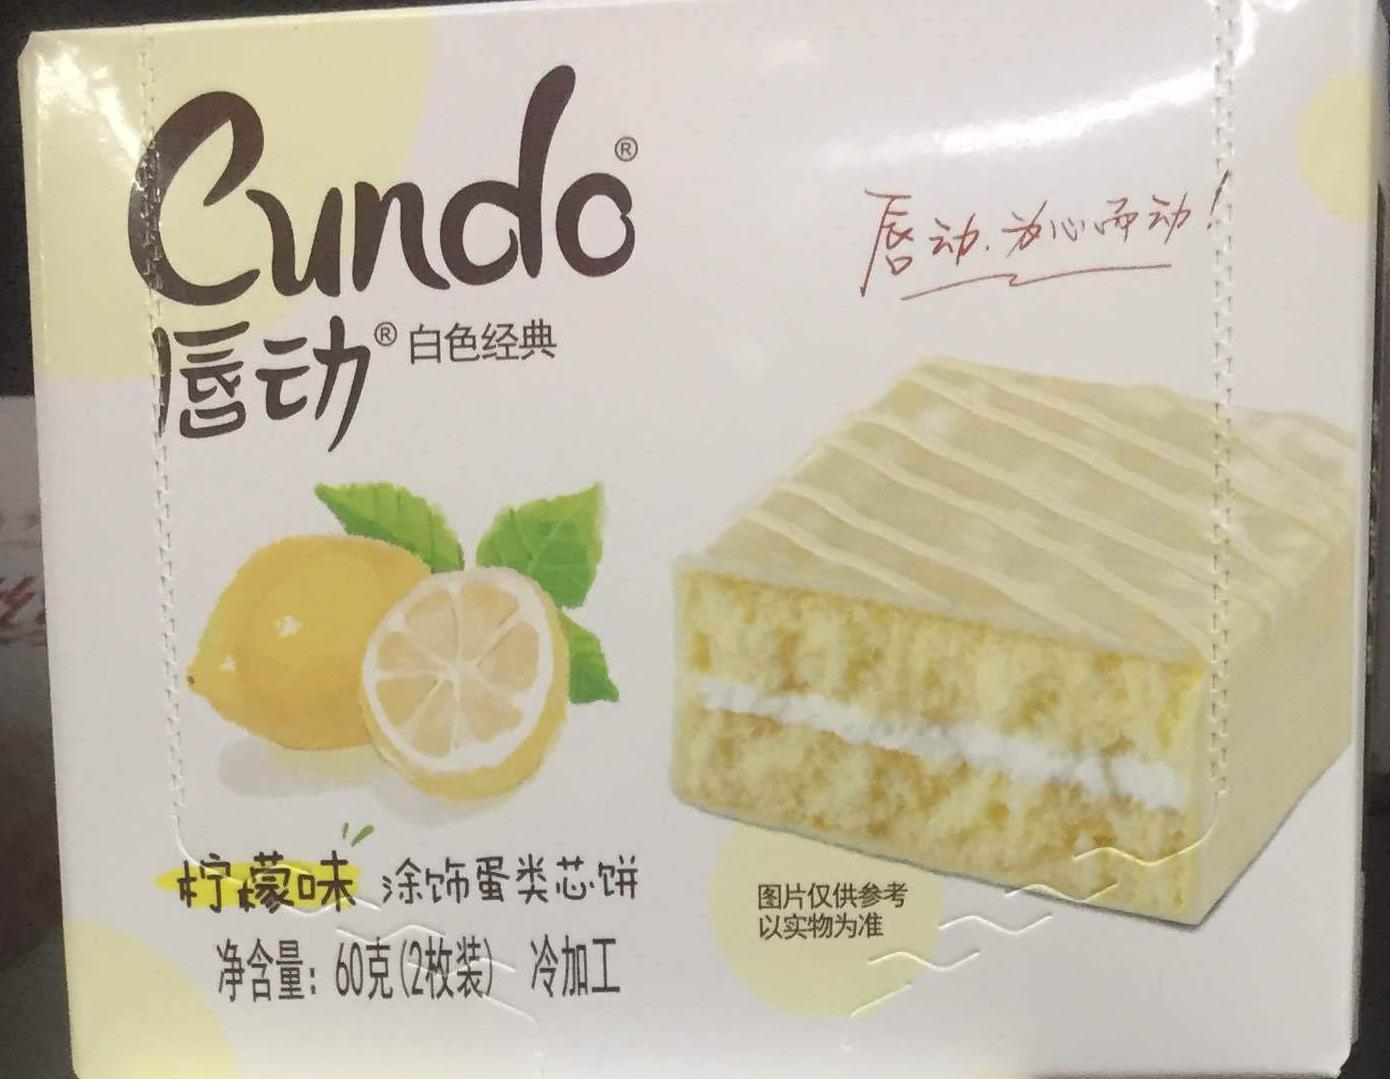 Cundo®
唇动®白色经典
唇动.为心而动!
柠檬味 涂饰蛋类芯饼
净含量：60克(2枚装) 冷加工
图片仅供参考
以实物为准